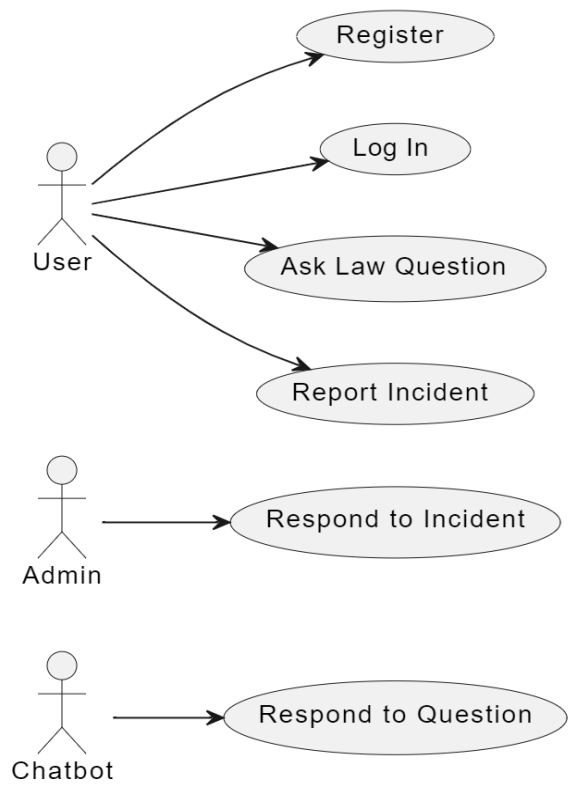 Register
Log In
User
Ask Law Question
Report Incident
Respond to Incident
Admin
Respond to Question
Chatbot